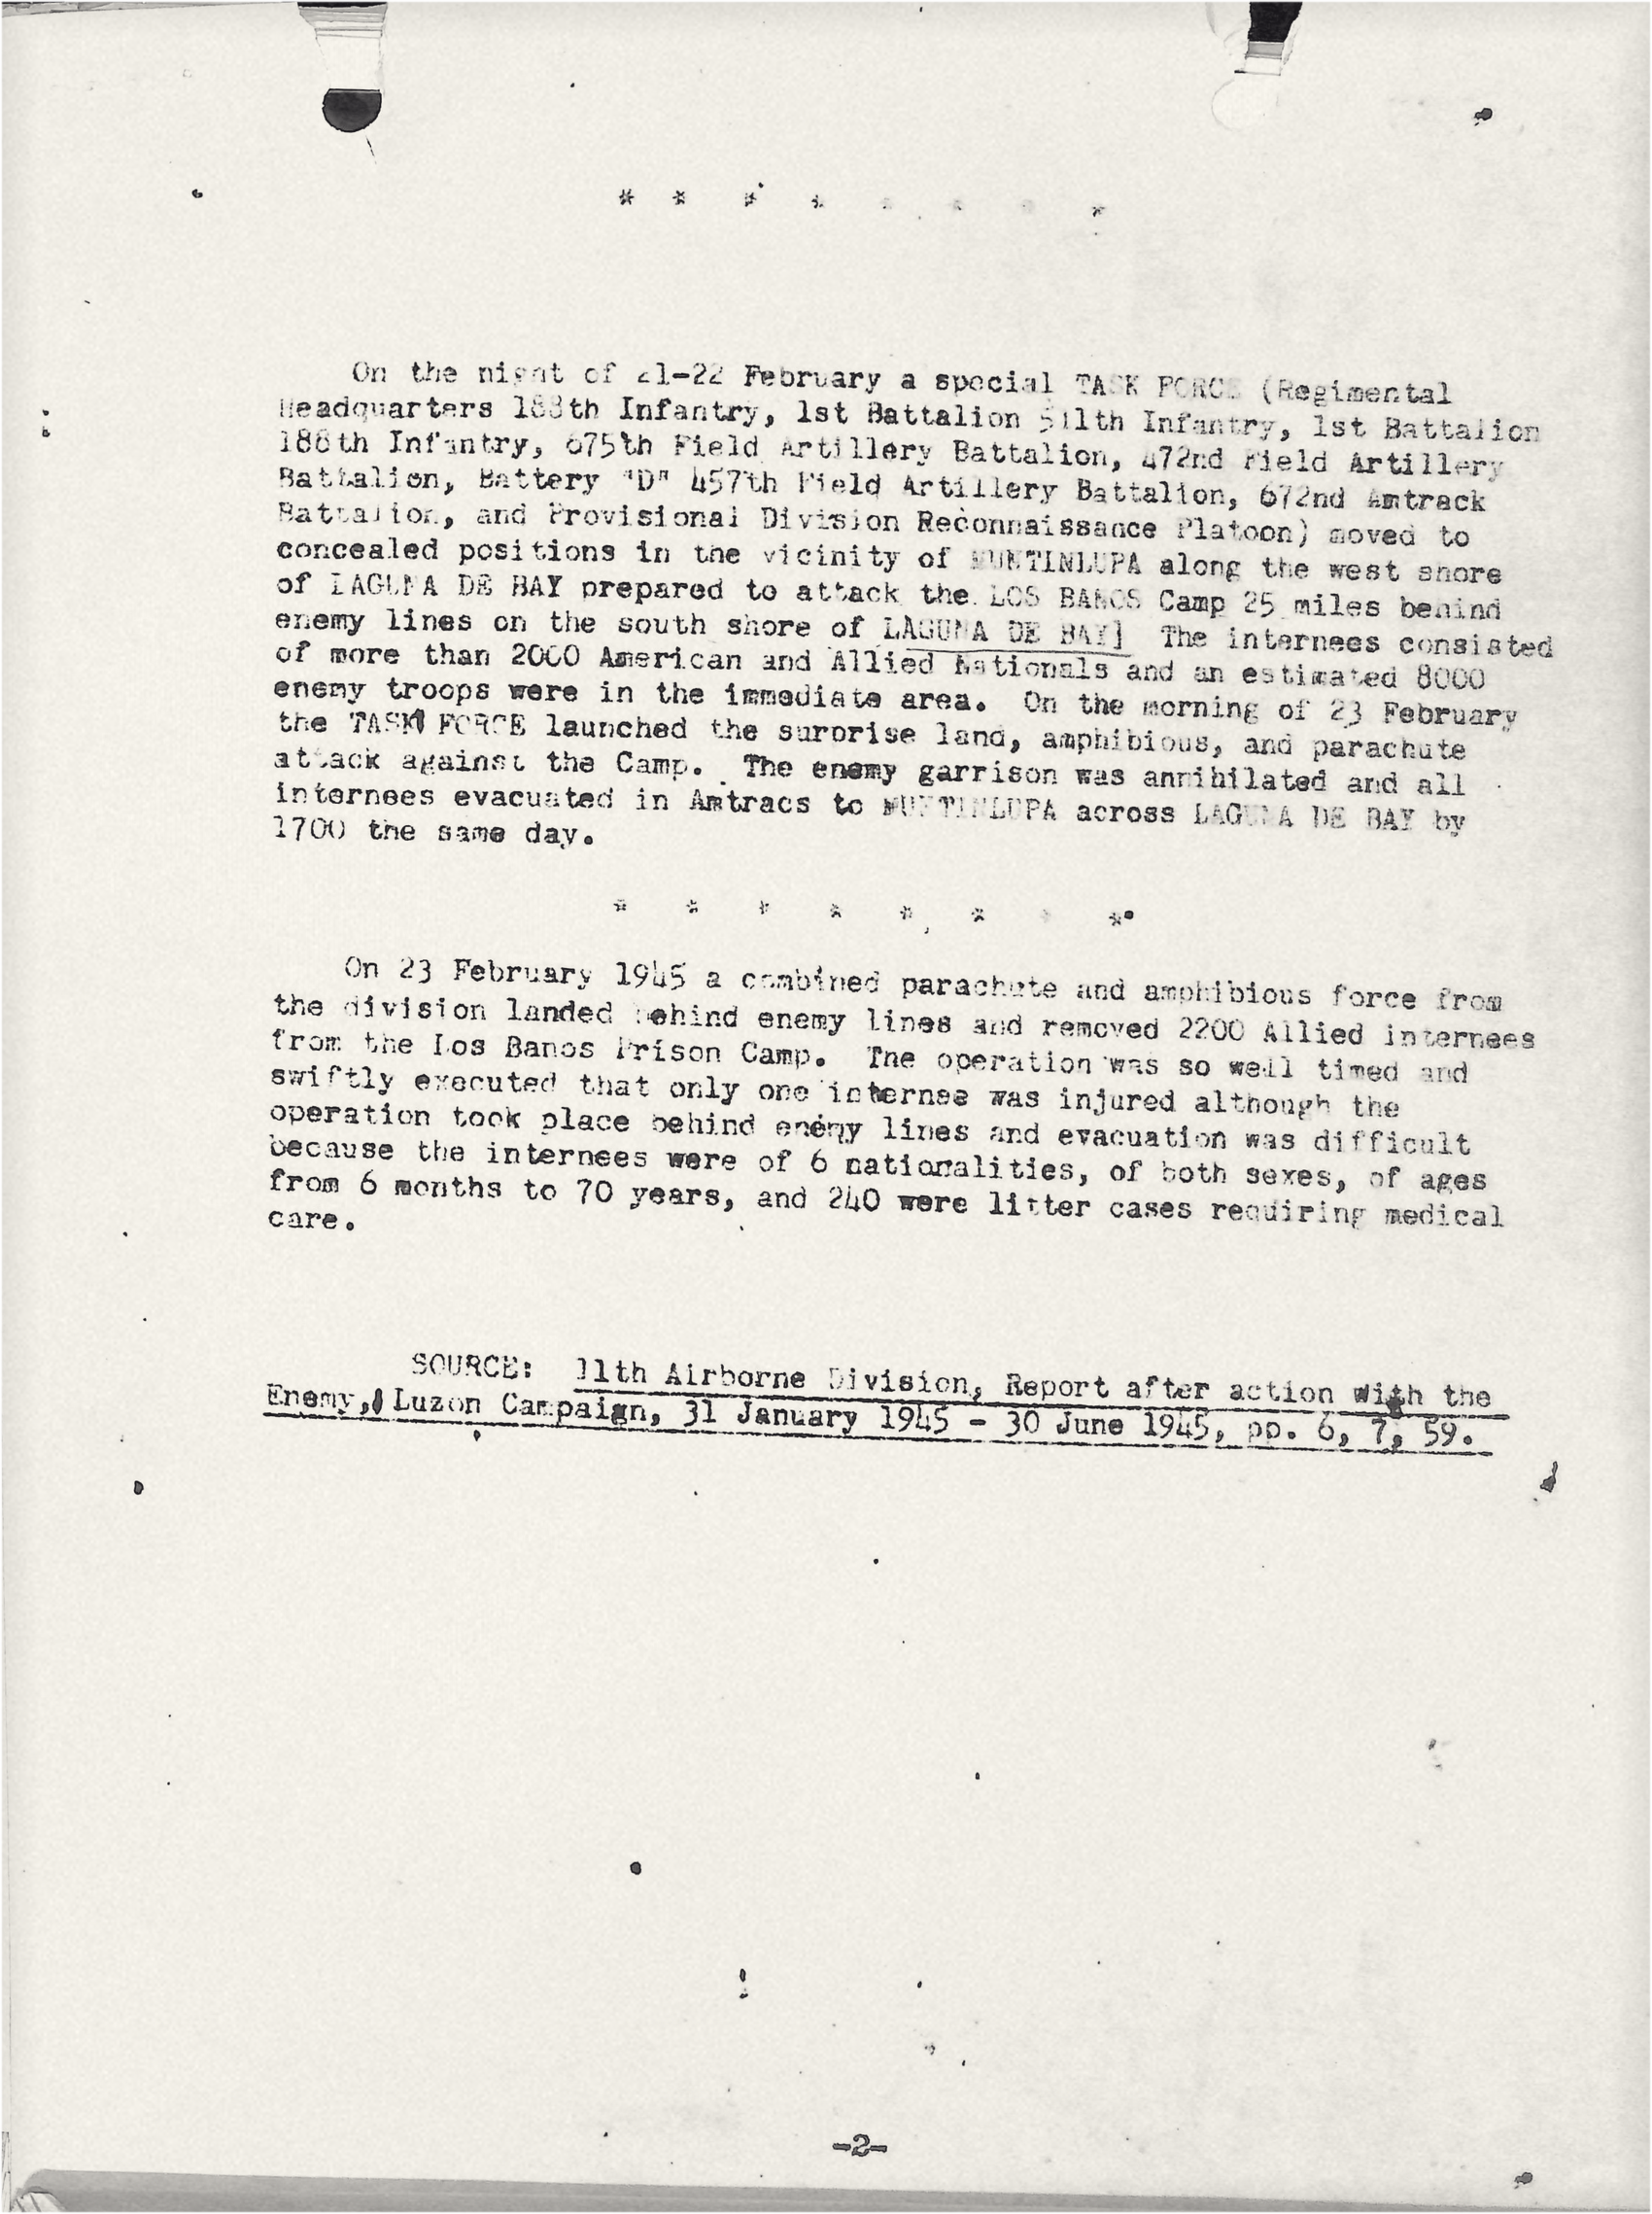 * * * * * * * *
On the night of 21-22 February a special TASK FORCE (Regimental
Headquarters 188th Infantry, 1st Battalion 511th Infantry, 1st Battalion
188th Infantry, 675th Field Artillery Battalion, 472nd Field Artillery
Battalion, Battery "D" 457th Field Artillery Battalion, 672nd Amtrack
Battalion, and Provisional Division Reconnaissance Platoon) moved to
concealed positions in the vicinity of MUNTINLUPA along the west shore
of LAGUNA DE BAY prepared to attack the LOS BANOS Camp 25 miles behind
enemy lines on the south shore of LAGUNA DE BAY] The internees consisted
of more than 2000 American and Allied Nationals and an estimated 8000
enemy troops were in the immediate area. On the morning of 23 February
the TASK FORCE launched the surprise land, amphibious, and parachute
attack against the Camp. The enemy garrison was annihilated and all
internees evacuated in Amtracs to MUNTINLUPA across LAGUNA DE BAY by
1700 the same day.
* * * * * * * *
On 23 February 1945 a combined parachute and amphibious force from
the division landed behind enemy lines and removed 2200 Allied internees
from the Los Banos Prison Camp. The operation was so well timed and
swiftly executed that only one internee was injured although the
operation took place behind enemy lines and evacuation was difficult
because the internees were of 6 nationalities, of both sexes, of ages
from 6 months to 70 years, and 240 were litter cases requiring medical
care.
SOURCE: 11th Airborne Division, Report after action with the
Enemy, Luzon Campaign, 31 January 1945 - 30 June 1945, pp. 6, 7, 59.
-2-